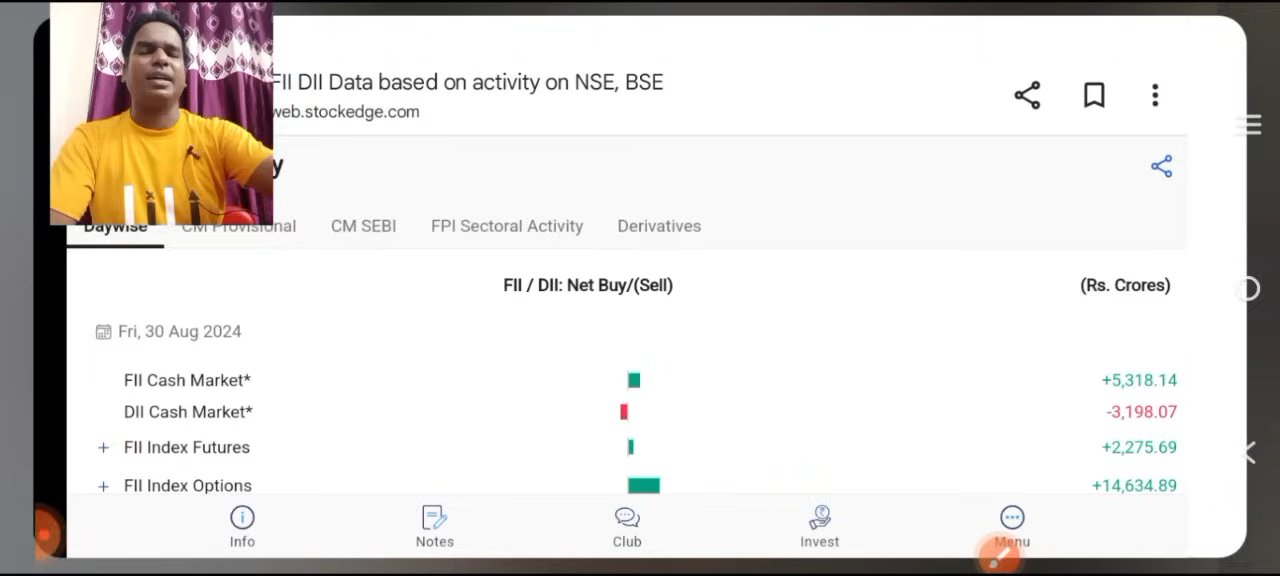 FII DII Data based on activity on NSE, BSE
web.stockedge.com
y
Daywise CM Provisional CM SEBI FPI Sectoral Activity Derivatives
FII / DII: Net Buy/(Sell) (Rs. Crores)
Fri, 30 Aug 2024
FII Cash Market* +5,318.14
DII Cash Market* -3,198.07
+ FII Index Futures +2,275.69
+ FII Index Options +14,634.89
Info Notes Club Invest Menu